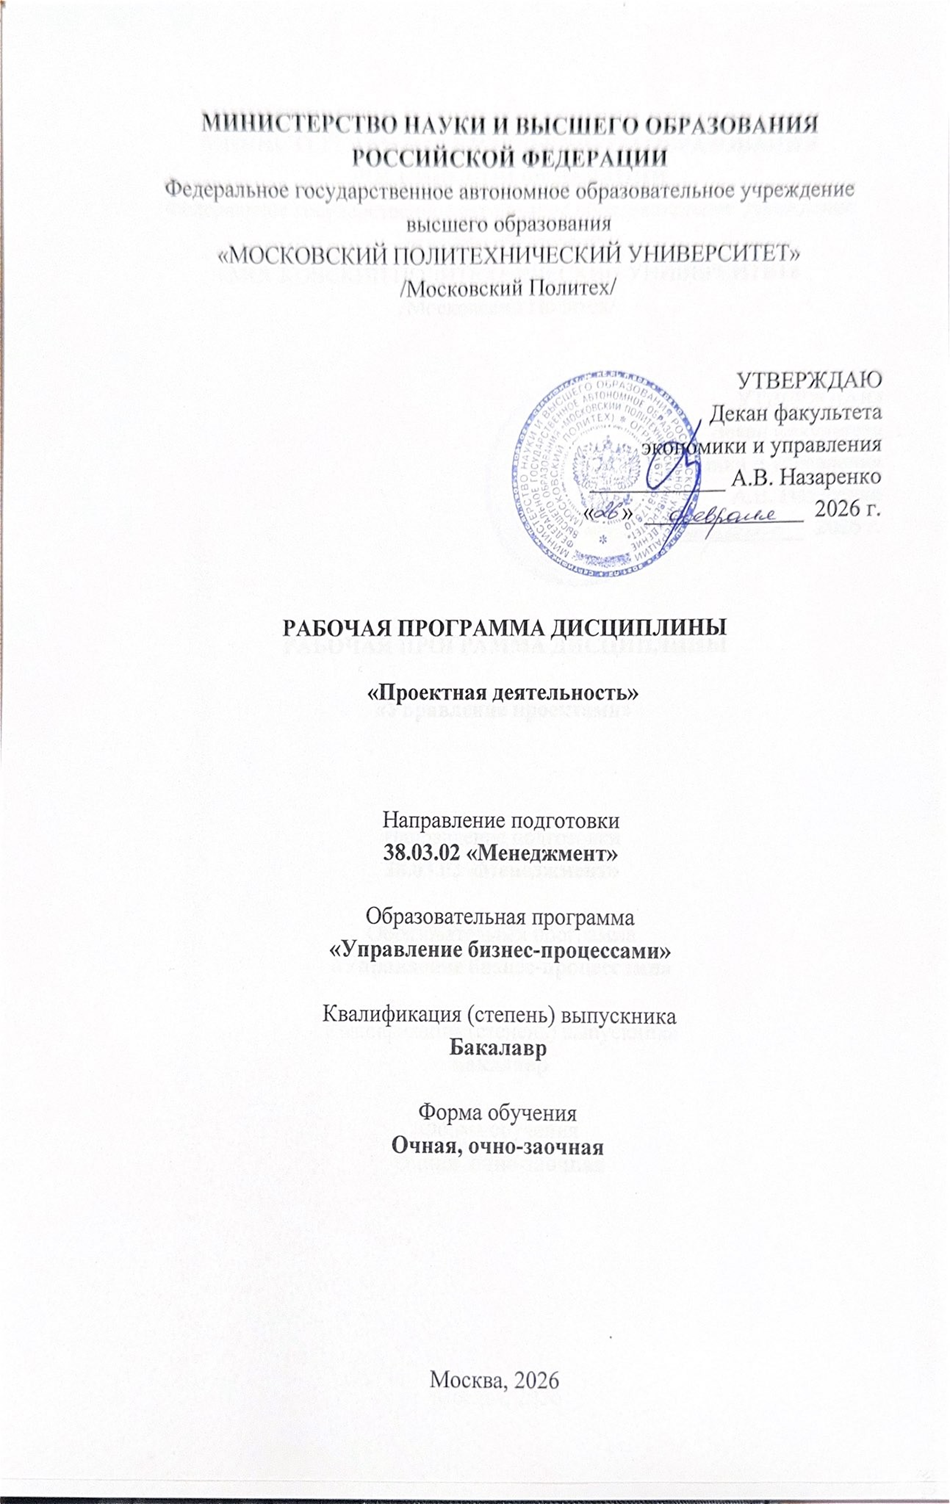 МИНИСТЕРСТВО НАУКИ И ВЫСШЕГО ОБРАЗОВАНИЯ
РОССИЙСКОЙ ФЕДЕРАЦИИ
Федеральное государственное автономное образовательное учреждение
высшего образования
«МОСКОВСКИЙ ПОЛИТЕХНИЧЕСКИЙ УНИВЕРСИТЕТ»
/Московский Политех/
УТВЕРЖДАЮ
Декан факультета
экономики и управления
А.В. Назаренко
«26» февраля 2026 г.
РАБОЧАЯ ПРОГРАММА ДИСЦИПЛИНЫ
«Проектная деятельность»
Направление подготовки
38.03.02 «Менеджмент»
Образовательная программа
«Управление бизнес-процессами»
Квалификация (степень) выпускника
Бакалавр
Форма обучения
Очная, очно-заочная
Москва, 2026